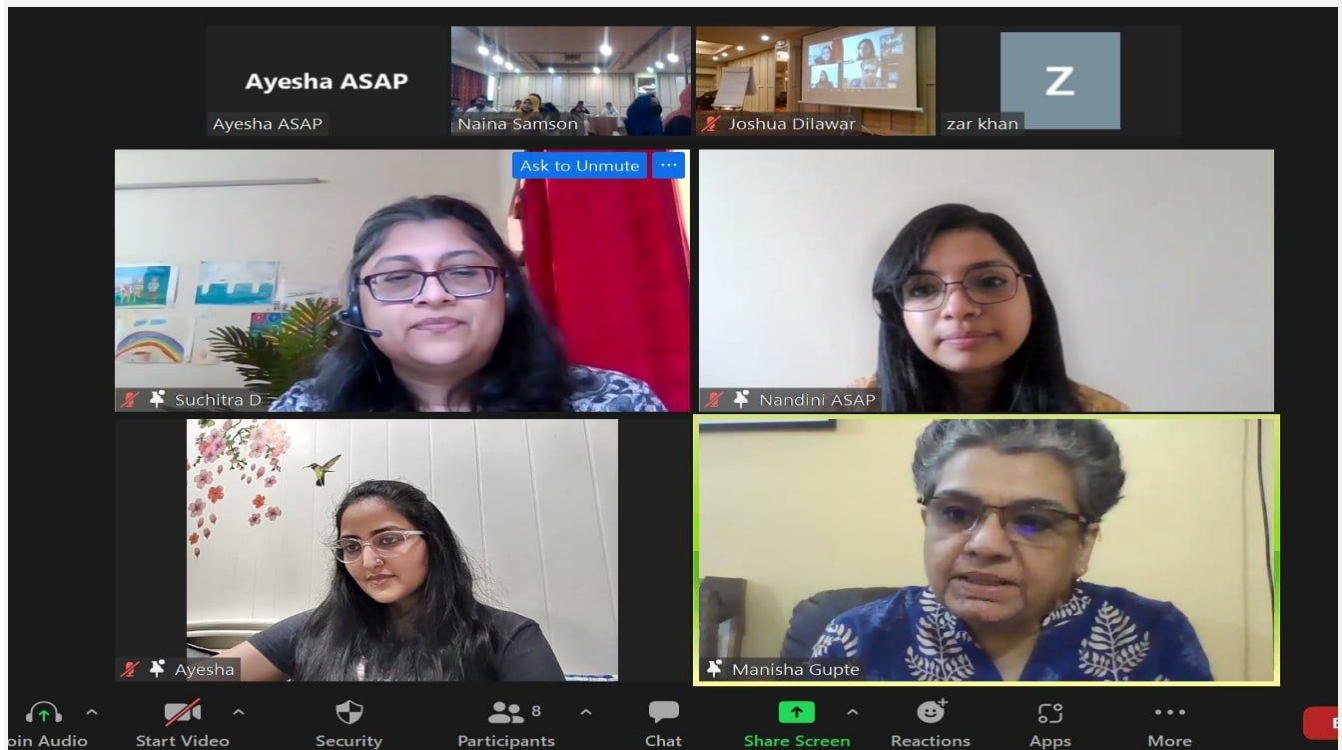 Ayesha ASAP
Ayesha ASAP
Naina Samson
Joshua Dilawar
Z
zar khan
Ask to Unmute ...
Suchitra D
Nandini ASAP
Ayesha
Manisha Gupte
8
oin Audio
Start Video
Security
Participants
Chat
Share Screen
Reactions
Apps
More
E